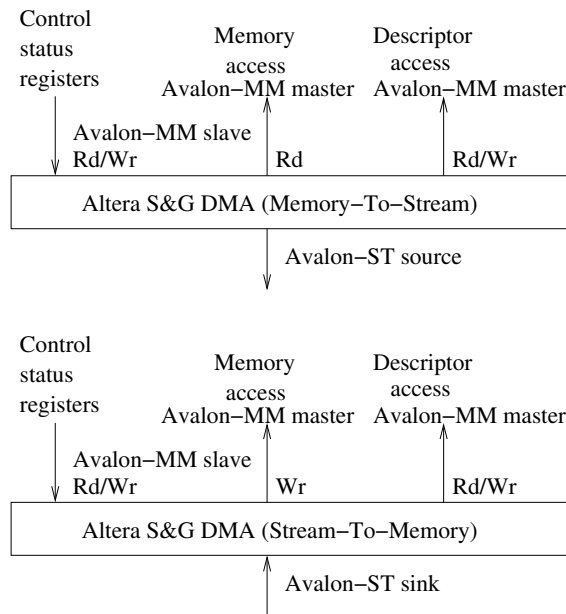 Control
status
registers
Memory
access
Avalon−MM master
Descriptor
access
Avalon−MM master
Avalon−MM slave
Rd/Wr
Rd
Rd/Wr
Altera S&G DMA (Memory−To−Stream)
Avalon−ST source
Control
status
registers
Memory
access
Avalon−MM master
Descriptor
access
Avalon−MM master
Avalon−MM slave
Rd/Wr
Wr
Rd/Wr
Altera S&G DMA (Stream−To−Memory)
Avalon−ST sink